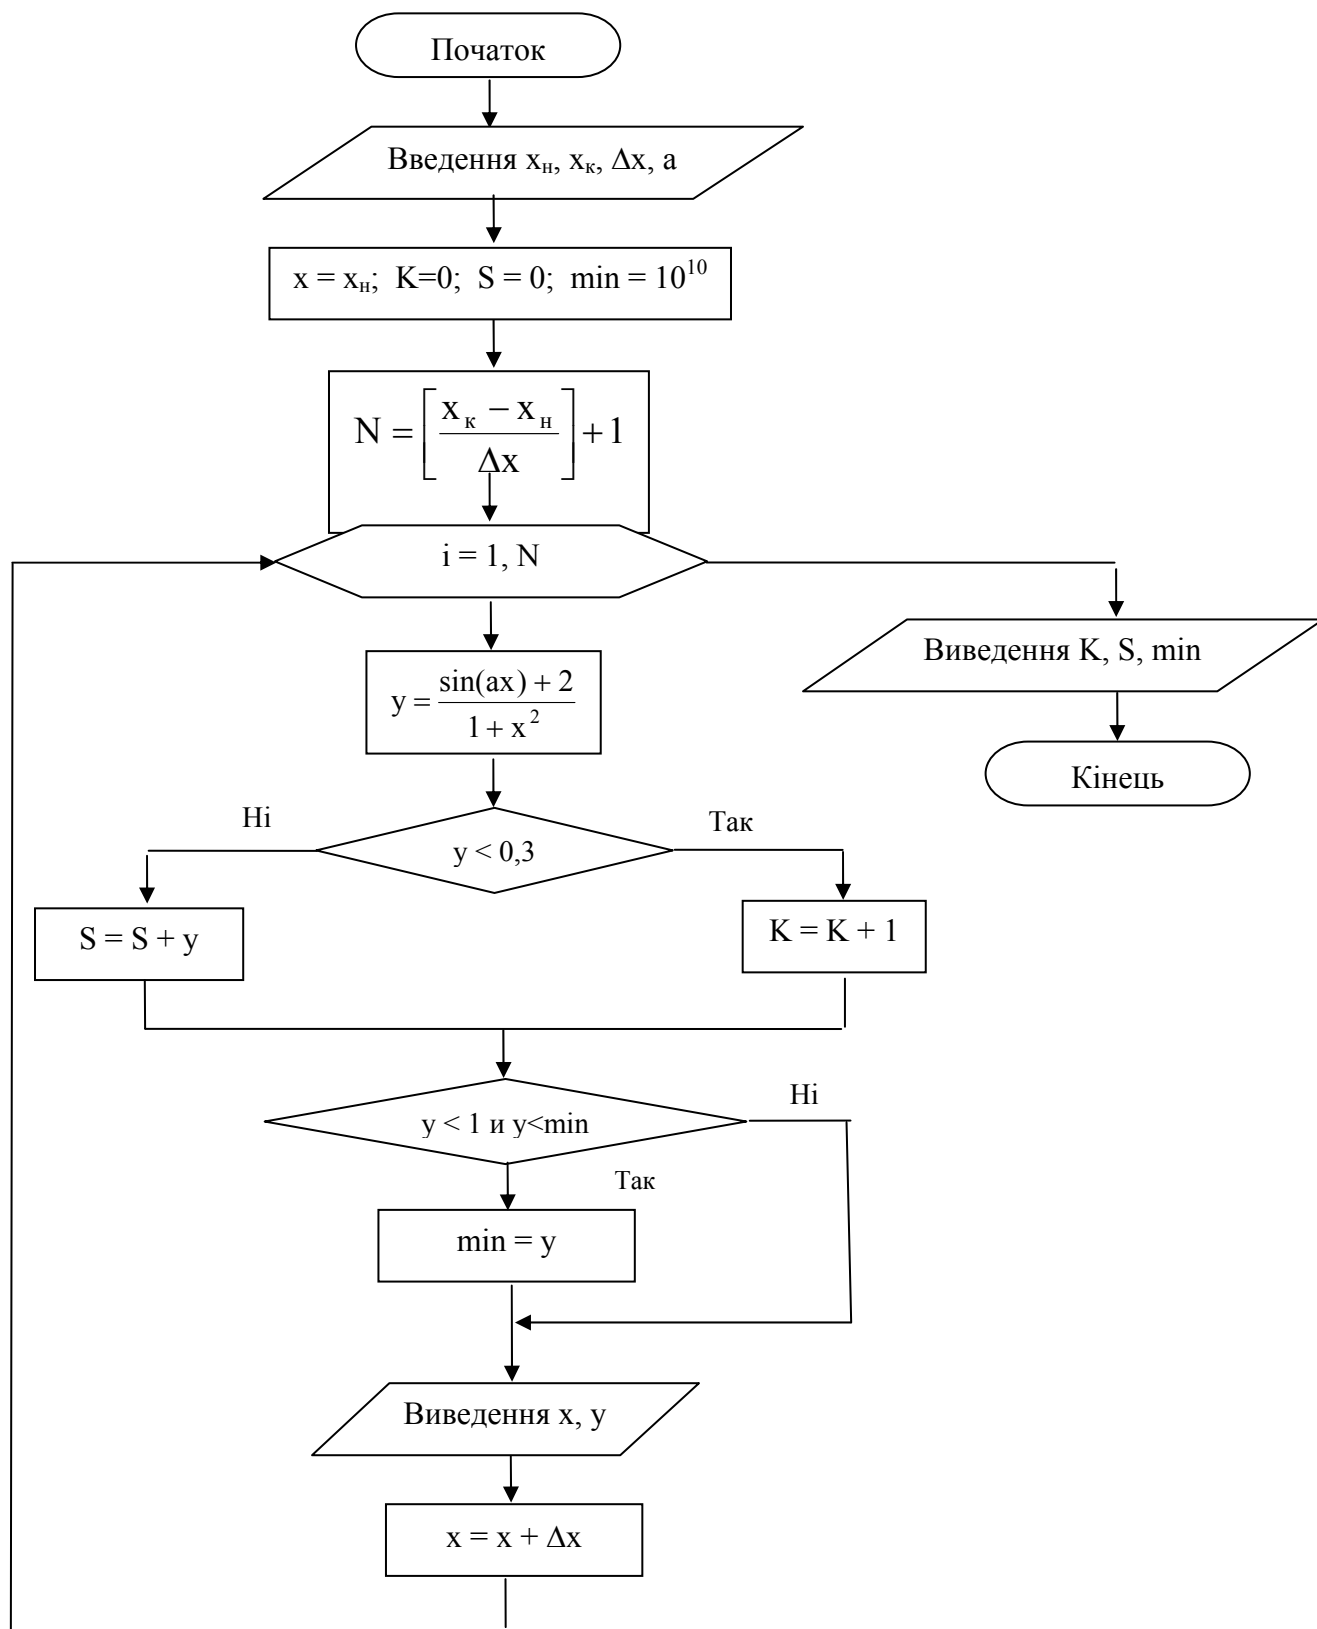 Початок
Введення xн, xк, Δx, a
x = xн; K=0; S = 0; min = 10^10
N = [ (xк − xн) / Δx ] + 1
i = 1, N
y = (sin(ax) + 2) / (1 + x^2)
Виведення K, S, min
Кінець
Ні
Так
y < 0,3
S = S + y
K = K + 1
Ні
y < 1 и y<min
Так
min = y
Виведення x, y
x = x + Δx